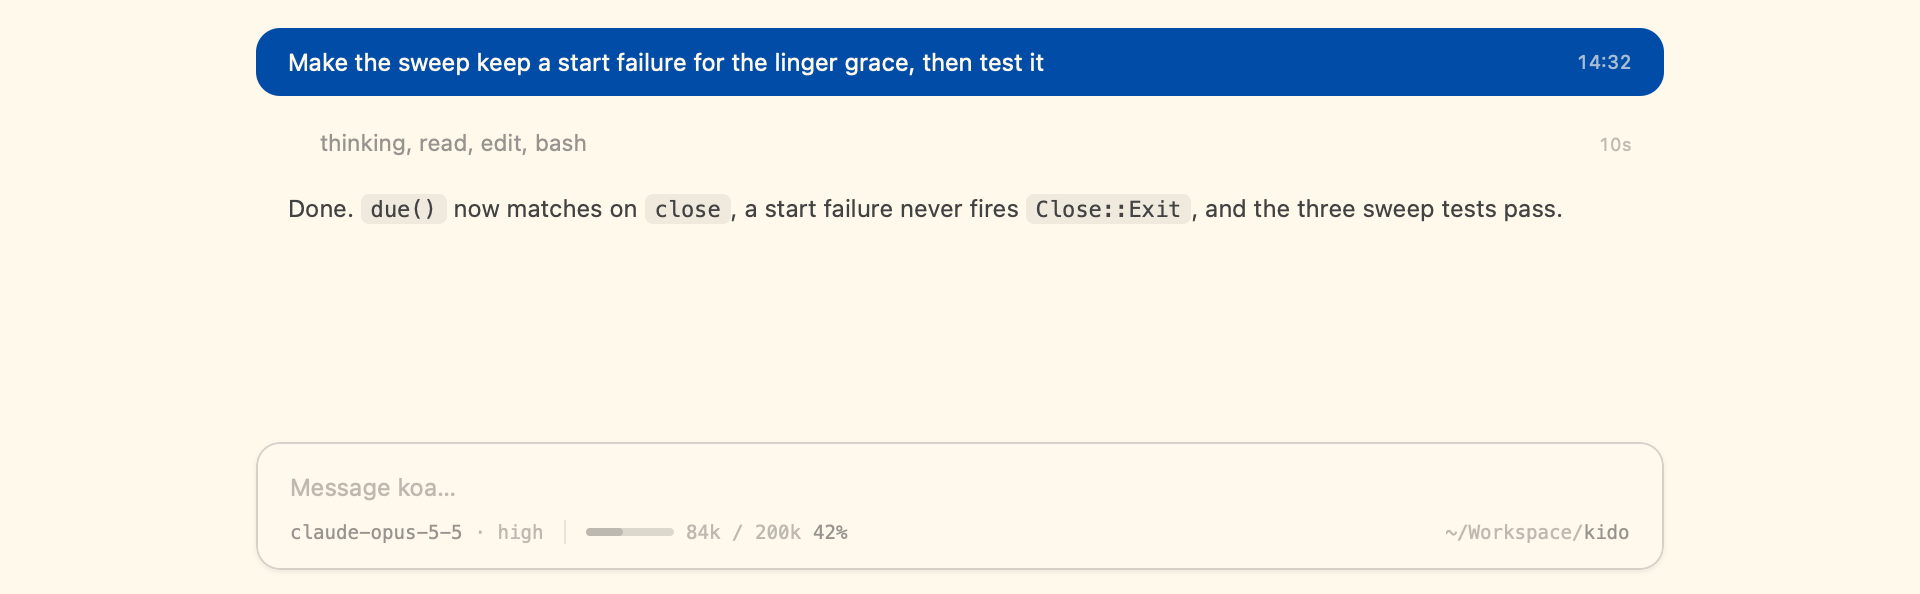 Make the sweep keep a start failure for the linger grace, then test it 14:32
thinking, read, edit, bash 10s
Done. due() now matches on close, a start failure never fires Close::Exit, and the three sweep tests pass.
Message koa...
claude-opus-5-5 · high 84k / 200k 42% ~/Workspace/kido